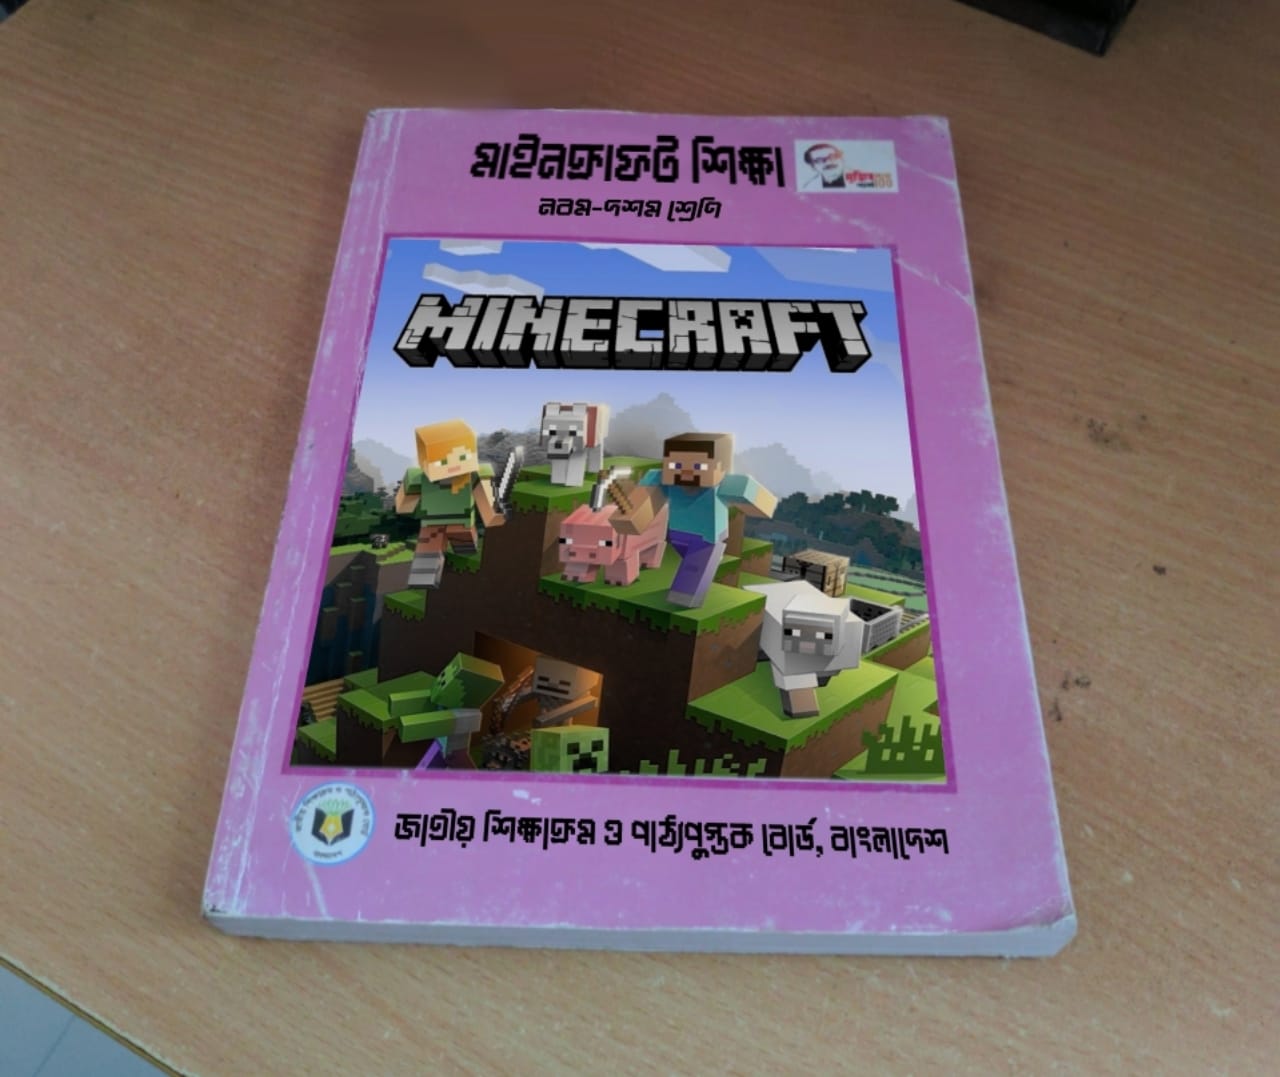 মাইনক্রাফট শিক্ষা
নবম-দশম শ্রেণি
MINECRAFT
জাতীয় শিক্ষাক্রম ও পাঠ্যপুস্তক বোর্ড, বাংলাদেশ